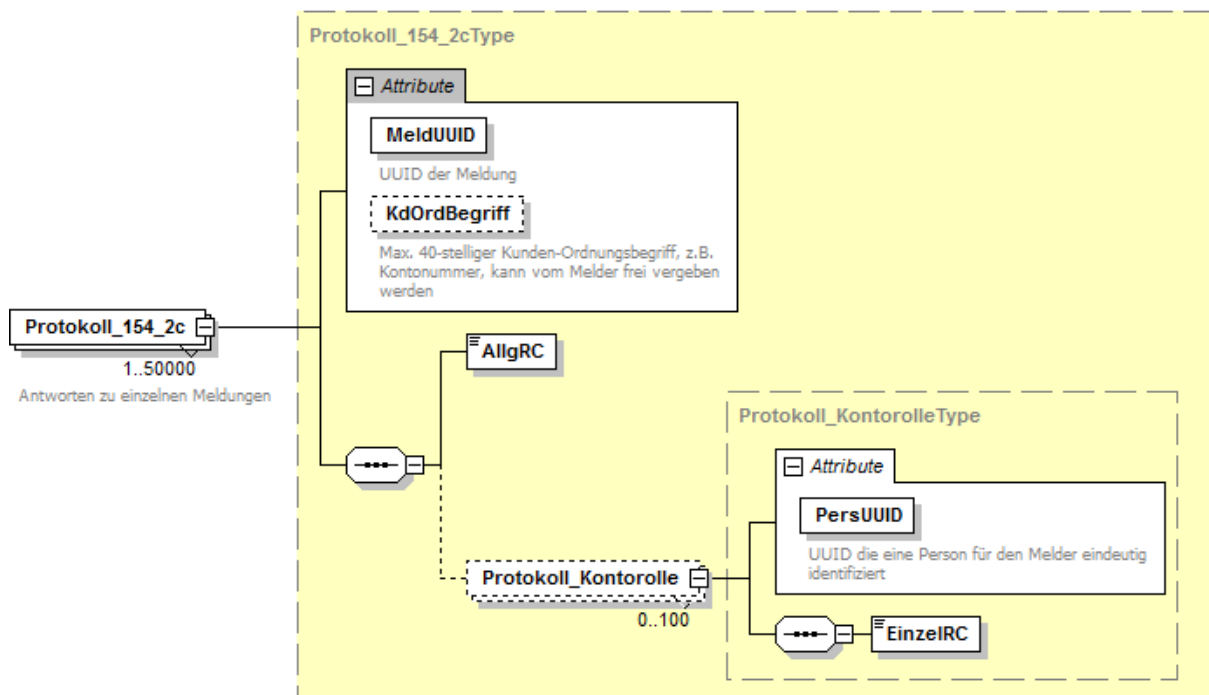 Protokoll_154_2cType
Attribute
MeldUUID
UUID der Meldung
KdOrdBegriff
Max. 40-stelliger Kunden-Ordnungsbegriff, z.B.
Kontonummer, kann vom Melder frei vergeben
werden
Protokoll_154_2c
1..50000
Antworten zu einzelnen Meldungen
AllgRC
Protokoll_KontorolleType
Attribute
PersUUID
UUID die eine Person für den Melder eindeutig
identifiziert
Protokoll_Kontorolle
0..100
EinzelRC